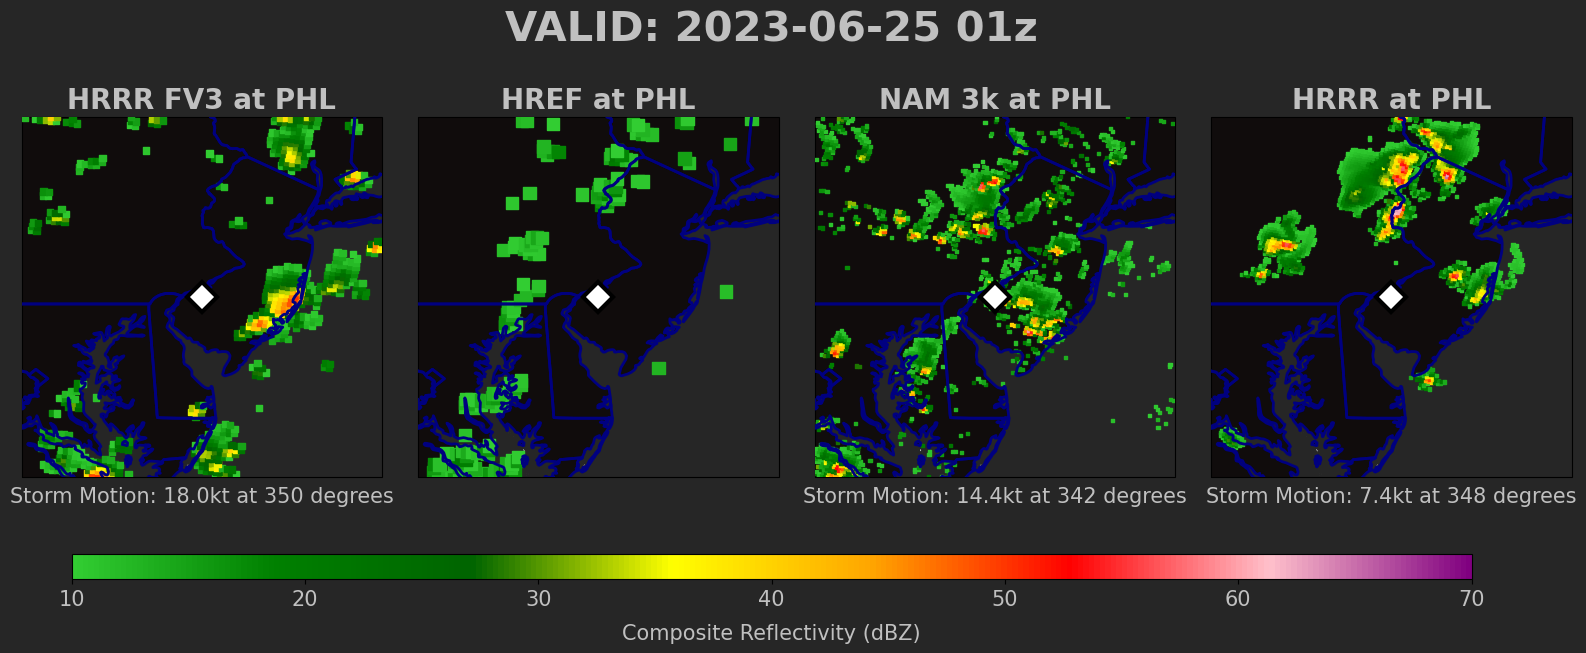 VALID: 2023-06-25 01z
HRRR FV3 at PHL
HREF at PHL
NAM 3k at PHL
HRRR at PHL
Storm Motion: 18.0kt at 350 degrees
Storm Motion: 14.4kt at 342 degrees
Storm Motion: 7.4kt at 348 degrees
10 20 30 40 50 60 70
Composite Reflectivity (dBZ)